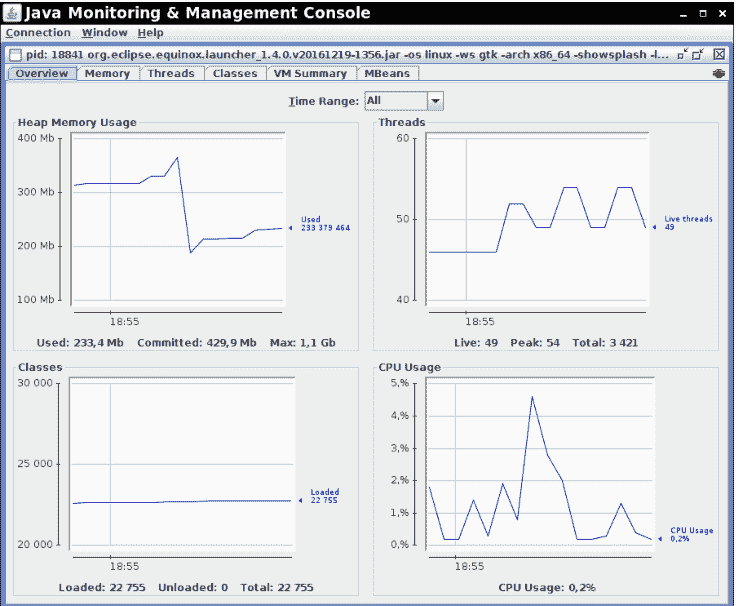 Java Monitoring & Management Console
Connection Window Help
pid: 18841 org.eclipse.equinox.launcher_1.4.0.v20161219-1356.jar -os linux -ws gtk -arch x86_64 -showsplash -l...
Overview Memory Threads Classes VM Summary MBeans
Time Range: All
Heap Memory Usage
400 Mb
300 Mb
200 Mb
100 Mb
Used
233 379 464
18:55
Used: 233,4 Mb Committed: 429,9 Mb Max: 1,1 Gb
Threads
60
50
40
Live threads
49
18:55
Live: 49 Peak: 54 Total: 3 421
Classes
30 000
25 000
20 000
Loaded
22 755
18:55
Loaded: 22 755 Unloaded: 0 Total: 22 755
CPU Usage
5,%
4,%
3,%
2,%
1,%
0,%
CPU Usage
0,2%
18:55
CPU Usage: 0,2%